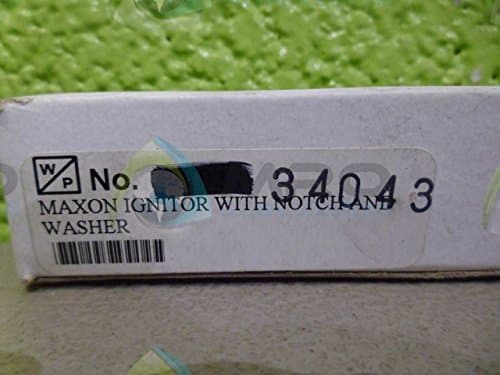 W/P No. 34043
MAXON IGNITOR WITH NOTCH AND
WASHER